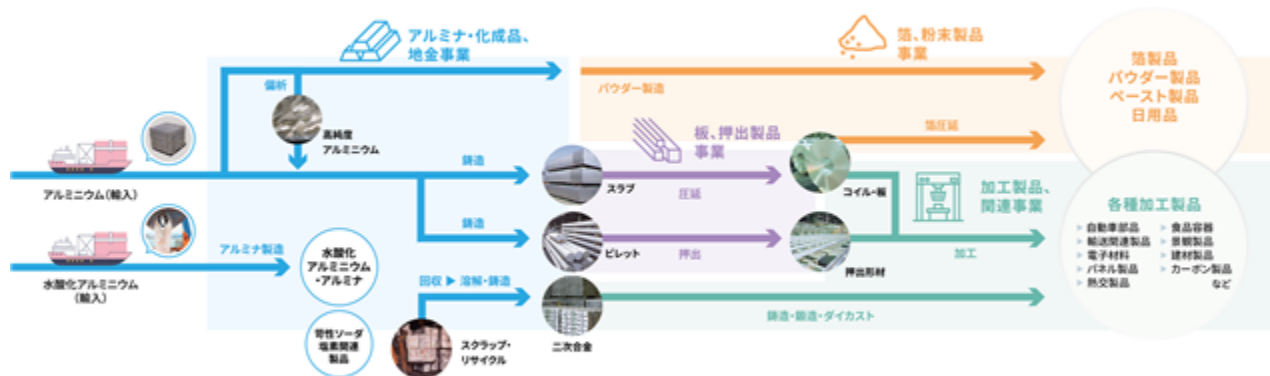 アルミナ・化成品、
地金事業
箔、粉末製品
事業
箔製品
パウダー製品
ペースト製品
日用品
偏析
パウダー製造
高純度
アルミニウム
板、押出製品
事業
箔圧延
鋳造
スラブ
圧延
コイル・板
加工製品、
関連事業
アルミニウム(輸入)
各種加工製品
自動車部品
輸送関連製品
電子材料
パネル製品
熱交製品
食品容器
景観製品
建材製品
カーボン製品
など
鋳造
ビレット
押出
押出形材
加工
アルミナ製造
水酸化
アルミニウム
・アルミナ
水酸化アルミニウム
(輸入)
回収 ▶ 溶解・鋳造
鋳造・鍛造・ダイカスト
苛性ソーダ
塩素関連
製品
スクラップ・
リサイクル
二次合金